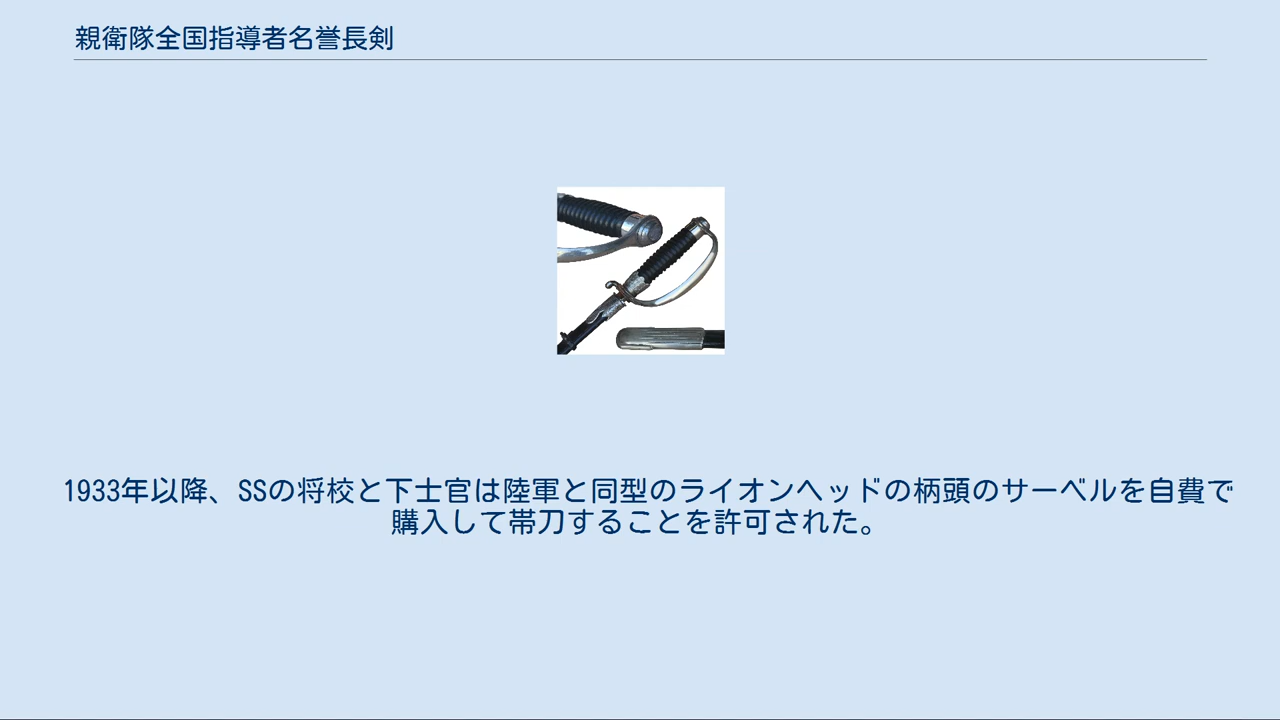 親衛隊全国指導者名誉長剣
1933年以降、SSの将校と下士官は陸軍と同型のライオンヘッドの柄頭のサーベルを自費で
購入して帯刀することを許可された。